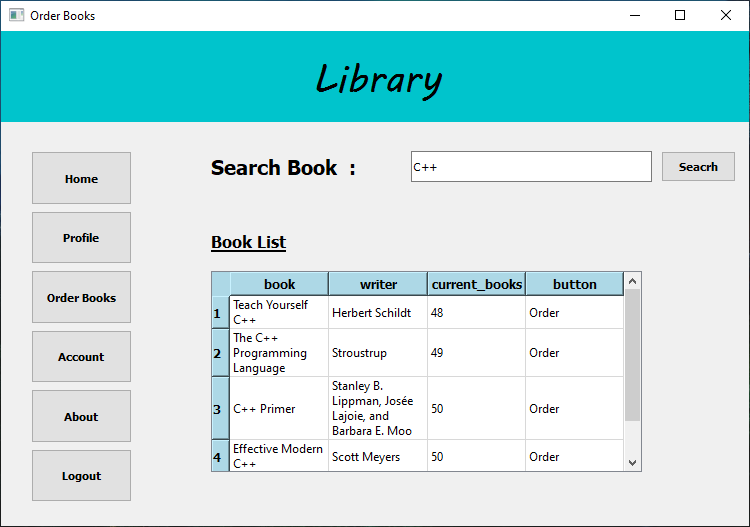 Order Books
Library
Home
Profile
Order Books
Account
About
Logout
Search Book :
C++
Seacrh
Book List
book writer current_books button
1 Teach Yourself C++ Herbert Schildt 48 Order
2 The C++ Programming Language Stroustrup 49 Order
3 C++ Primer Stanley B. Lippman, Josée Lajoie, and Barbara E. Moo 50 Order
4 Effective Modern C++ Scott Meyers 50 Order